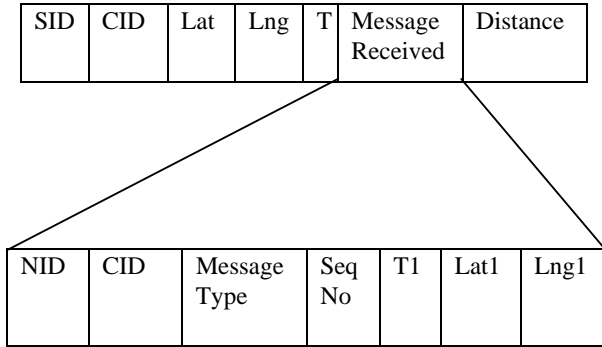 SID CID Lat Lng T Message Distance
Received
NID CID Message Seq T1 Lat1 Lng1
Type No